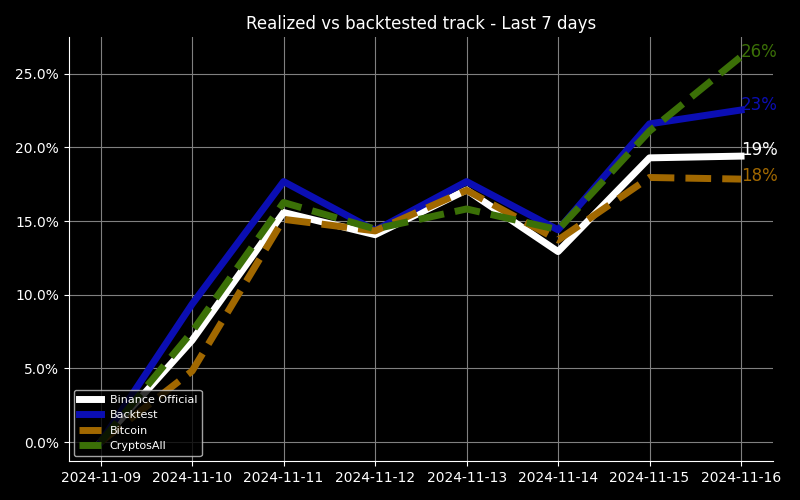 Realized vs backtested track - Last 7 days
26%
25.0%
23%
20.0%
19%
18%
15.0%
10.0%
5.0%
0.0%
Binance Official
Backtest
Bitcoin
CryptosAll
2024-11-09 2024-11-10 2024-11-11 2024-11-12 2024-11-13 2024-11-14 2024-11-15 2024-11-16